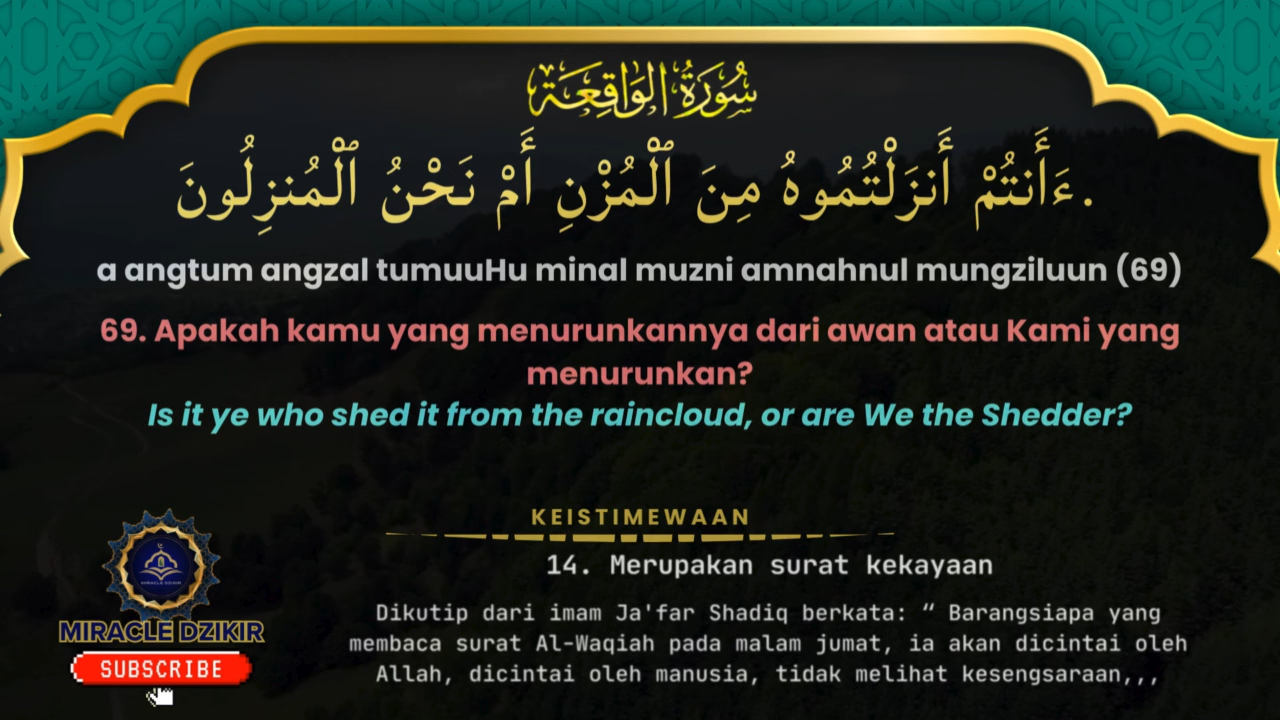 سُورَةُ الوَاقِعَة
ءَأَنتُمْ أَنزَلْتُمُوهُ مِنَ ٱلْمُزْنِ أَمْ نَحْنُ ٱلْمُنزِلُونَ.
a angtum angzal tumuuHu minal muzni amnahnul mungziluun (69)
69. Apakah kamu yang menurunkannya dari awan atau Kami yang
menurunkan?
Is it ye who shed it from the raincloud, or are We the Shedder?
KEISTIMEWAAN
14. Merupakan surat kekayaan
Dikutip dari imam Ja'far Shadiq berkata: “ Barangsiapa yang
membaca surat Al-Waqiah pada malam jumat, ia akan dicintai oleh
Allah, dicintai oleh manusia, tidak melihat kesengsaraan,,,
MIRACLE DZIKIR
MIRACLE DZIKIR
SUBSCRIBE